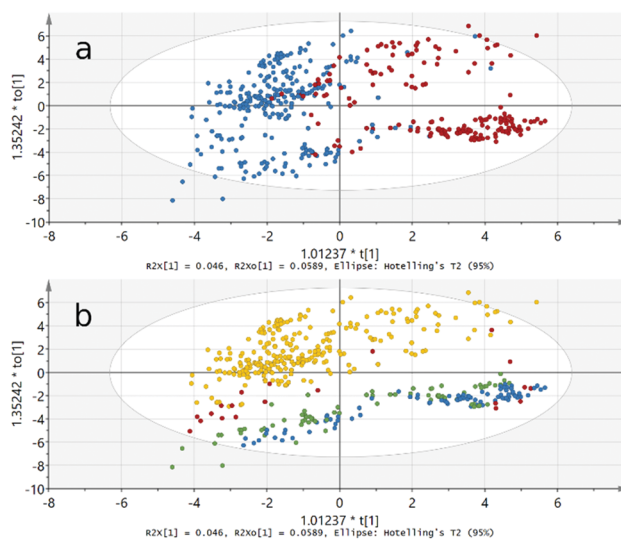 a
6
4
2
0
-2
-4
-6
-8
-10
1.35242 * to[1]
-8 -6 -4 -2 0 2 4 6
1.01237 * t[1]
R2X[1] = 0.046, R2Xo[1] = 0.0589, Ellipse: Hotelling's T2 (95%)
b
6
4
2
0
-2
-4
-6
-8
-10
1.35242 * to[1]
-8 -6 -4 -2 0 2 4 6
1.01237 * t[1]
R2X[1] = 0.046, R2Xo[1] = 0.0589, Ellipse: Hotelling's T2 (95%)